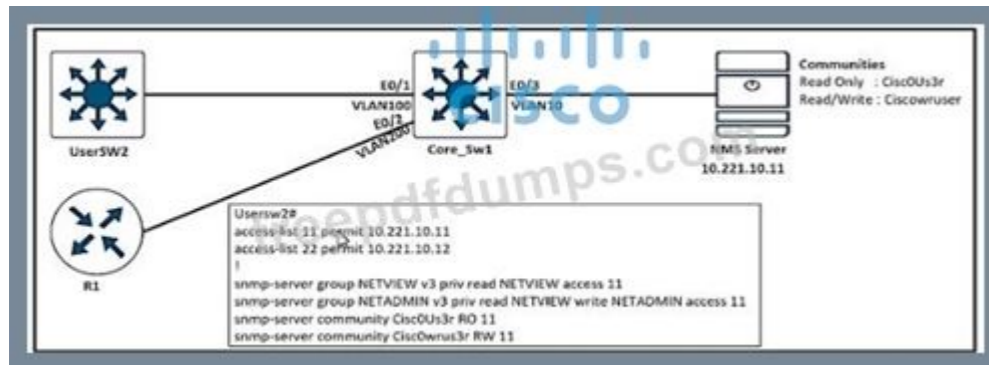 CISCO
Communities
Read Only : Cisc0Us3r
Read/Write : Ciscowruser
E0/1
VLAN100
E0/2
VLAN200
E0/3
VLAN10
UserSW2
Core_Sw1
NMS Server
10.221.10.11
R1
freepdfdumps.com
Usersw2#
access-list 11 permit 10.221.10.11
access-list 22 permit 10.221.10.12
!
snmp-server group NETVIEW v3 priv read NETVIEW access 11
snmp-server group NETADMIN v3 priv read NETVIEW write NETADMIN access 11
snmp-server community Cisc0Us3r RO 11
snmp-server community Cisc0wrus3r RW 11